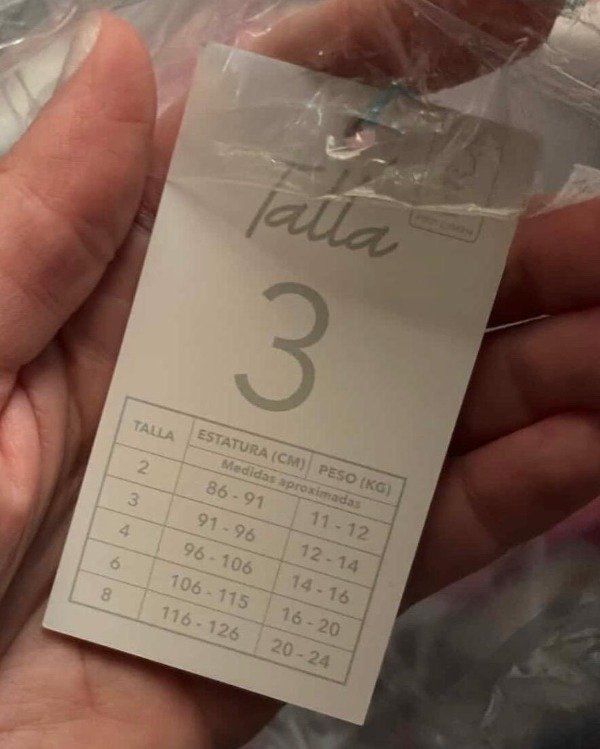 Talla
3
TALLA ESTATURA (CM) PESO (KG)
Medidas aproximadas
2 86 - 91 11 - 12
3 91 - 96 12 - 14
4 96 - 106 14 - 16
6 106 - 115 16 - 20
8 116 - 126 20 - 24